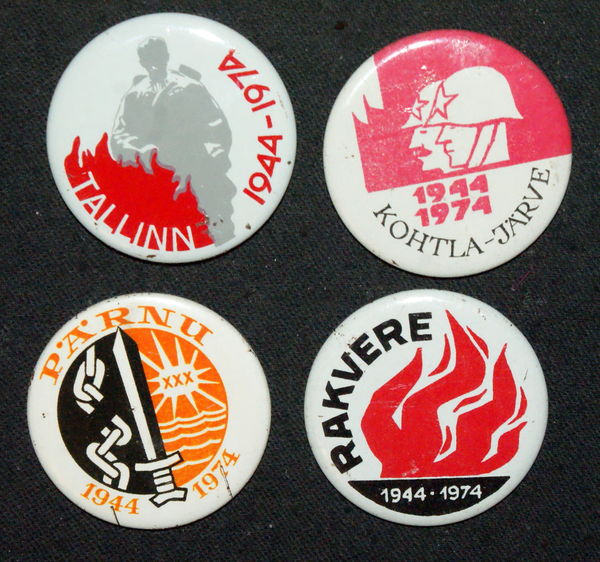 TALLINN
1944-1974
1944
1974
KOHTLA-JÄRVE
PÄRNU
XXX
1944 1974
RAKVERE
1944·1974